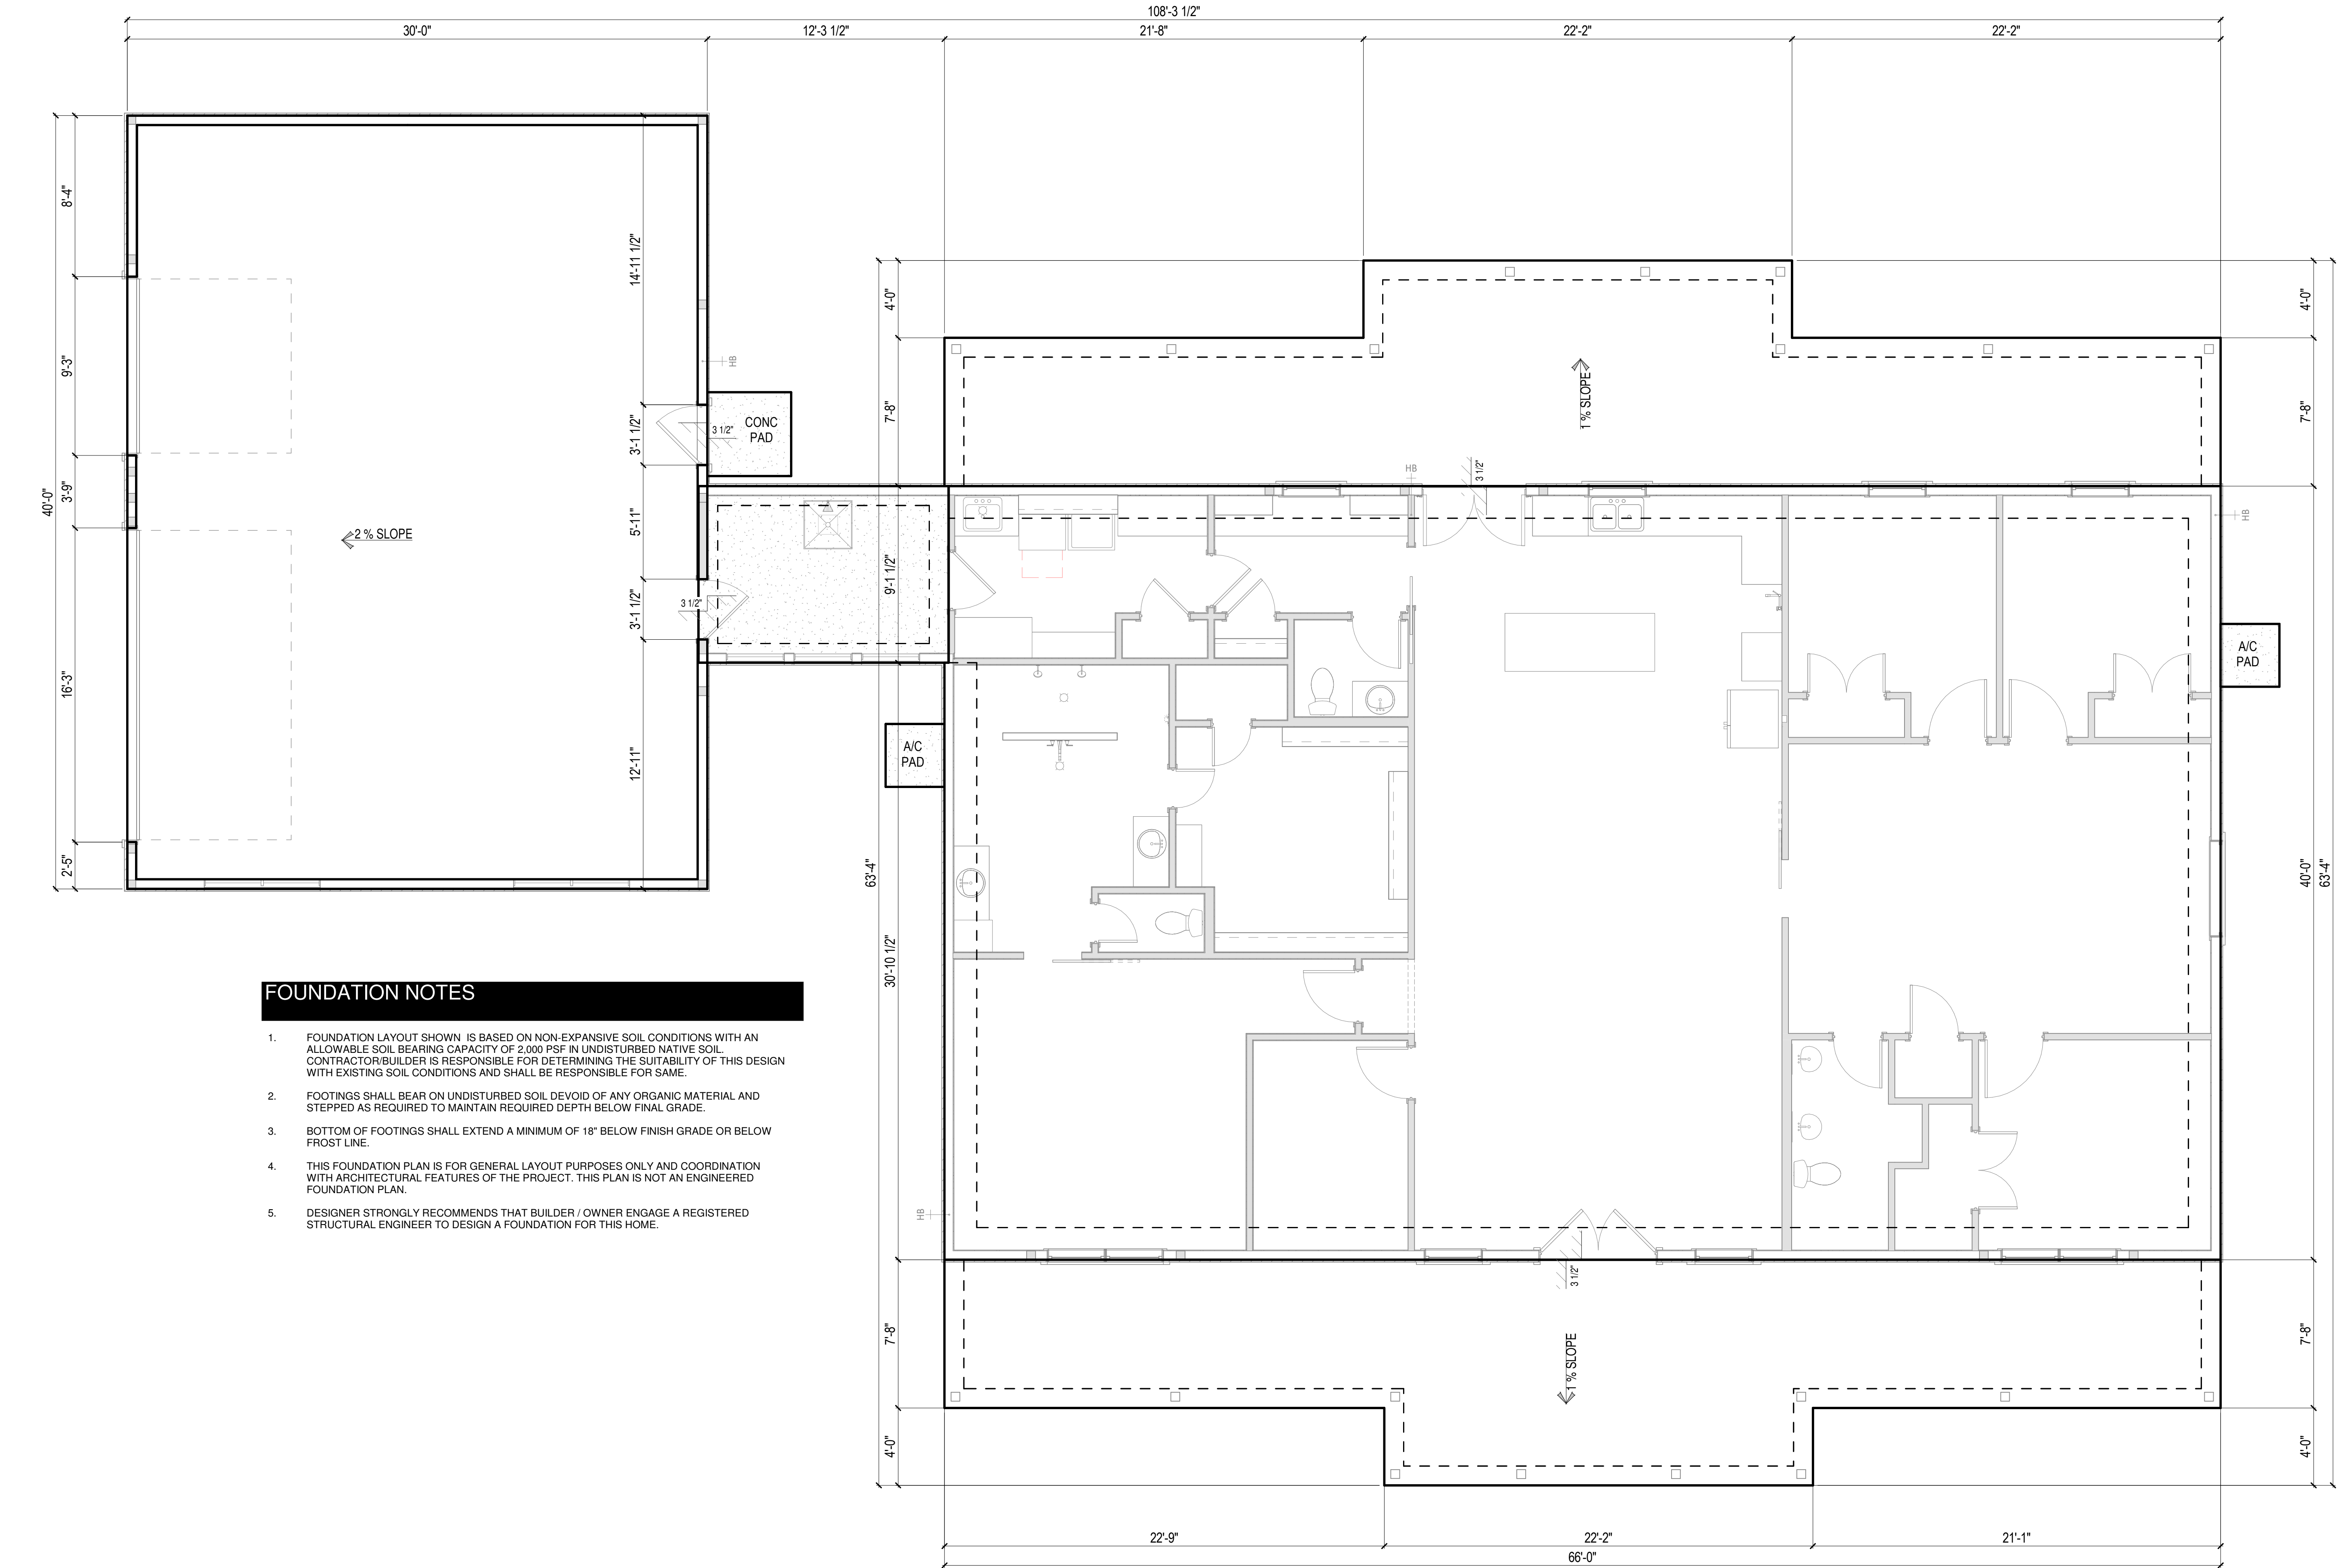 108'-3 1/2"
30'-0"
12'-3 1/2"
21'-8"
22'-2"
22'-2"
40'-0"
8'-4"
9'-3"
3'-9"
16'-3"
2'-5"
14'-11 1/2"
3'-1 1/2"
5'-11"
3'-1 1/2"
12'-11"
2 % SLOPE
HB
CONC
PAD
3 1/2"
3 1/2"
63'-4"
4'-0"
7'-8"
9'-1 1/2"
30'-10 1/2"
7'-8"
4'-0"
A/C
PAD
HB
1 % SLOPE
HB
3 1/2"
HB
A/C
PAD
4'-0"
7'-8"
40'-0"
63'-4"
7'-8"
4'-0"
3 1/2"
1 % SLOPE
22'-9"
22'-2"
21'-1"
66'-0"
FOUNDATION NOTES
1. FOUNDATION LAYOUT SHOWN IS BASED ON NON-EXPANSIVE SOIL CONDITIONS WITH AN
ALLOWABLE SOIL BEARING CAPACITY OF 2,000 PSF IN UNDISTURBED NATIVE SOIL.
CONTRACTOR/BUILDER IS RESPONSIBLE FOR DETERMINING THE SUITABILITY OF THIS DESIGN
WITH EXISTING SOIL CONDITIONS AND SHALL BE RESPONSIBLE FOR SAME.
2. FOOTINGS SHALL BEAR ON UNDISTURBED SOIL DEVOID OF ANY ORGANIC MATERIAL AND
STEPPED AS REQUIRED TO MAINTAIN REQUIRED DEPTH BELOW FINAL GRADE.
3. BOTTOM OF FOOTINGS SHALL EXTEND A MINIMUM OF 18" BELOW FINISH GRADE OR BELOW
FROST LINE.
4. THIS FOUNDATION PLAN IS FOR GENERAL LAYOUT PURPOSES ONLY AND COORDINATION
WITH ARCHITECTURAL FEATURES OF THE PROJECT. THIS PLAN IS NOT AN ENGINEERED
FOUNDATION PLAN.
5. DESIGNER STRONGLY RECOMMENDS THAT BUILDER / OWNER ENGAGE A REGISTERED
STRUCTURAL ENGINEER TO DESIGN A FOUNDATION FOR THIS HOME.